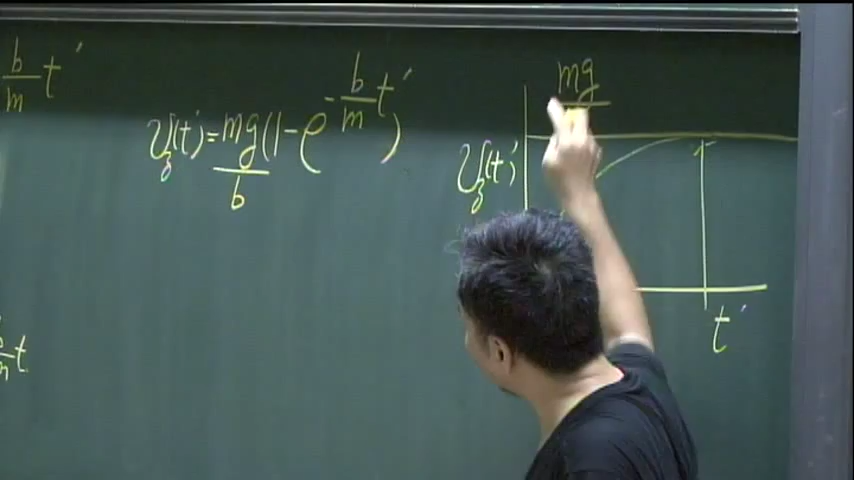 b/m t'
v_z(t') = mg/b (1 - e^{-b/m t'})
mg
v_z(t')
t'
m t